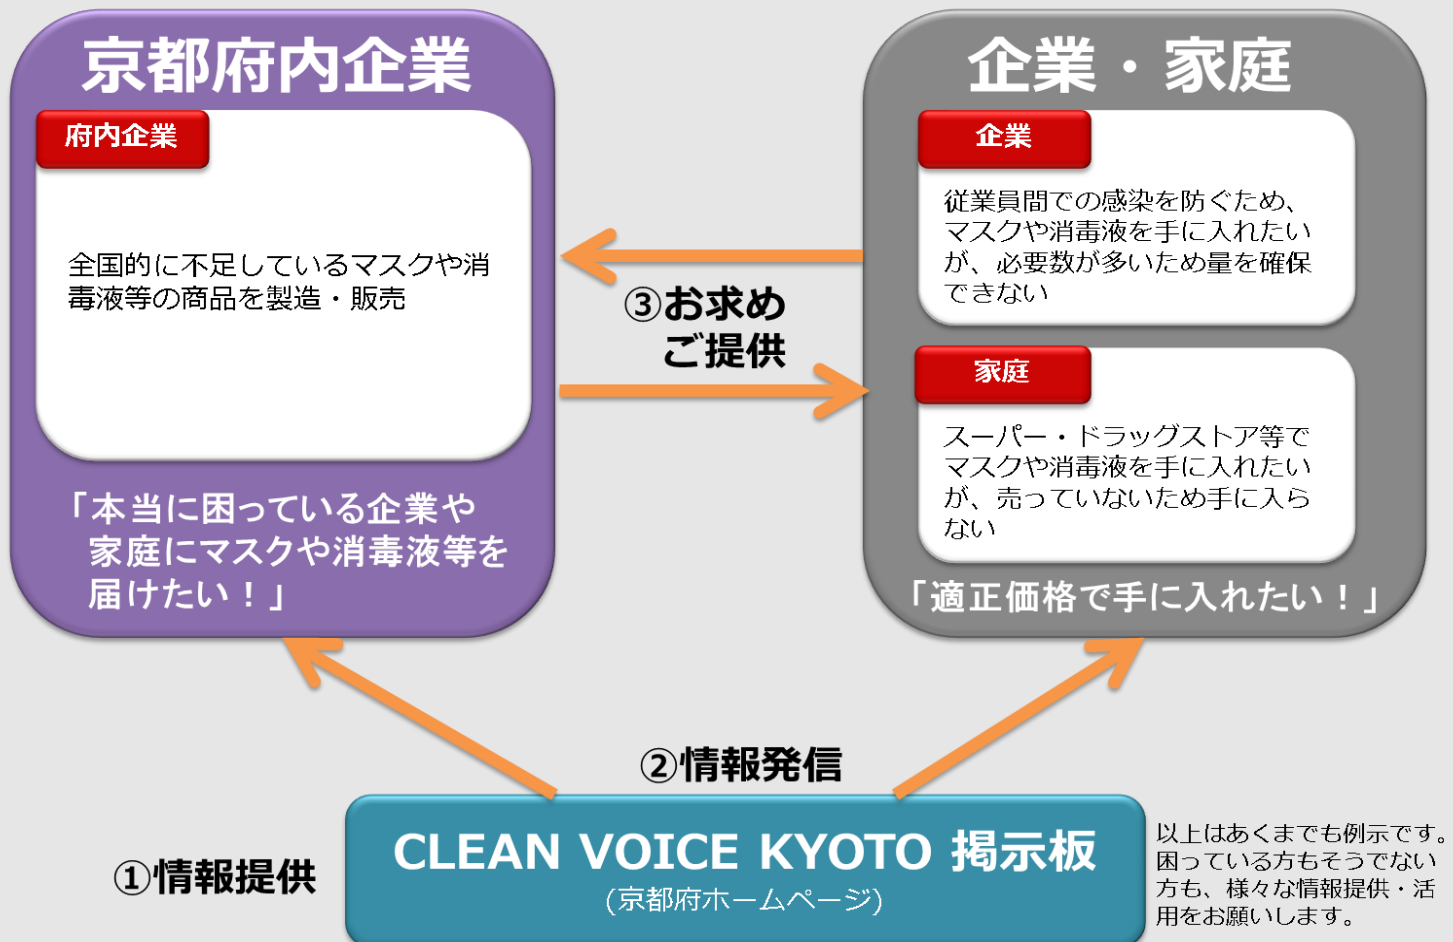 京都府内企業
府内企業
全国的に不足しているマスクや消
毒液等の商品を製造・販売
「本当に困っている企業や
家庭にマスクや消毒液等を
届けたい！」
③お求め
ご提供
企業・家庭
企業
従業員間での感染を防ぐため、
マスクや消毒液を手に入れたい
が、必要数が多いため量を確保
できない
家庭
スーパー・ドラッグストア等で
マスクや消毒液を手に入れたい
が、売っていないため手に入ら
ない
「適正価格で手に入れたい！」
②情報発信
①情報提供
CLEAN VOICE KYOTO 掲示板
(京都府ホームページ)
以上はあくまでも例示です。
困っている方もそうでない
方も、様々な情報提供・活
用をお願いします。